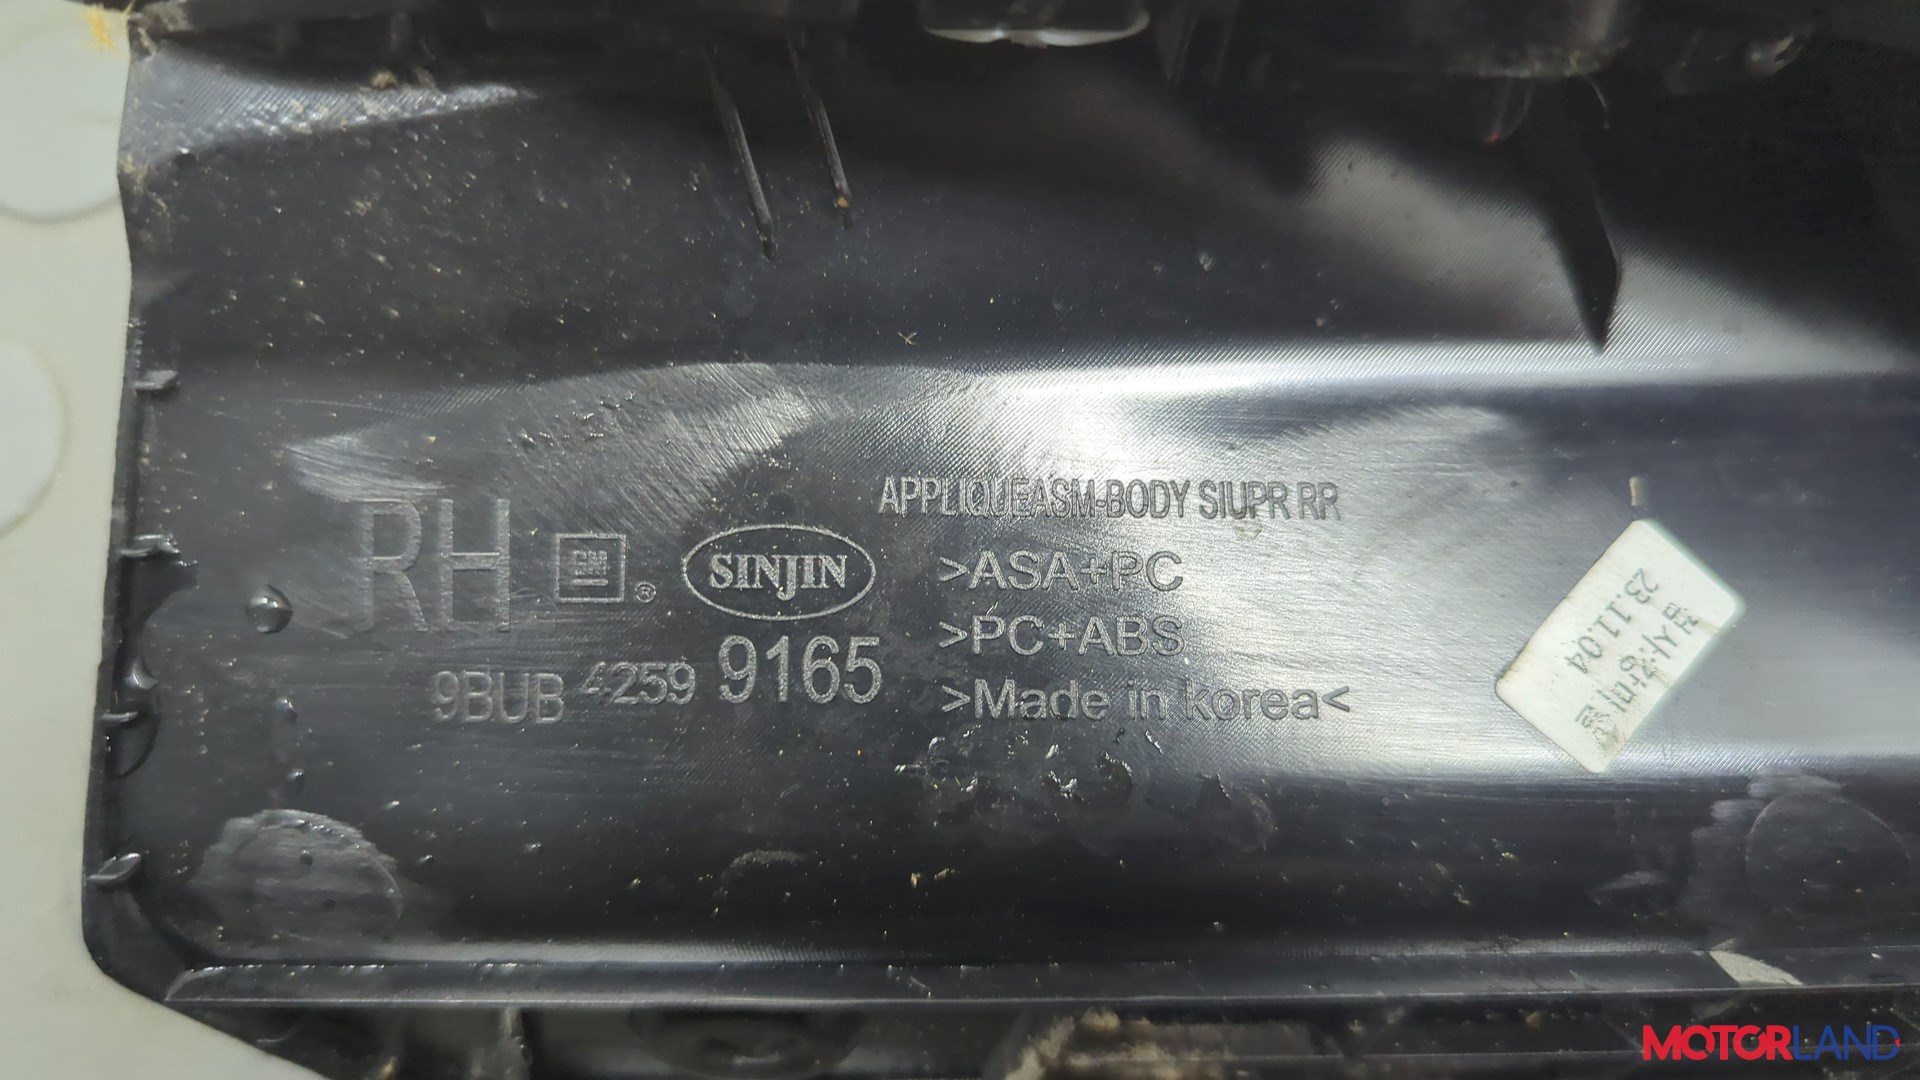 APPLIQUEASM-BODY SIUPR RR
RH GM ® SINJIN >ASA+PC
>PC+ABS
9BUB 4259 9165 >Made in korea<
23.11.04
MOTORLAND